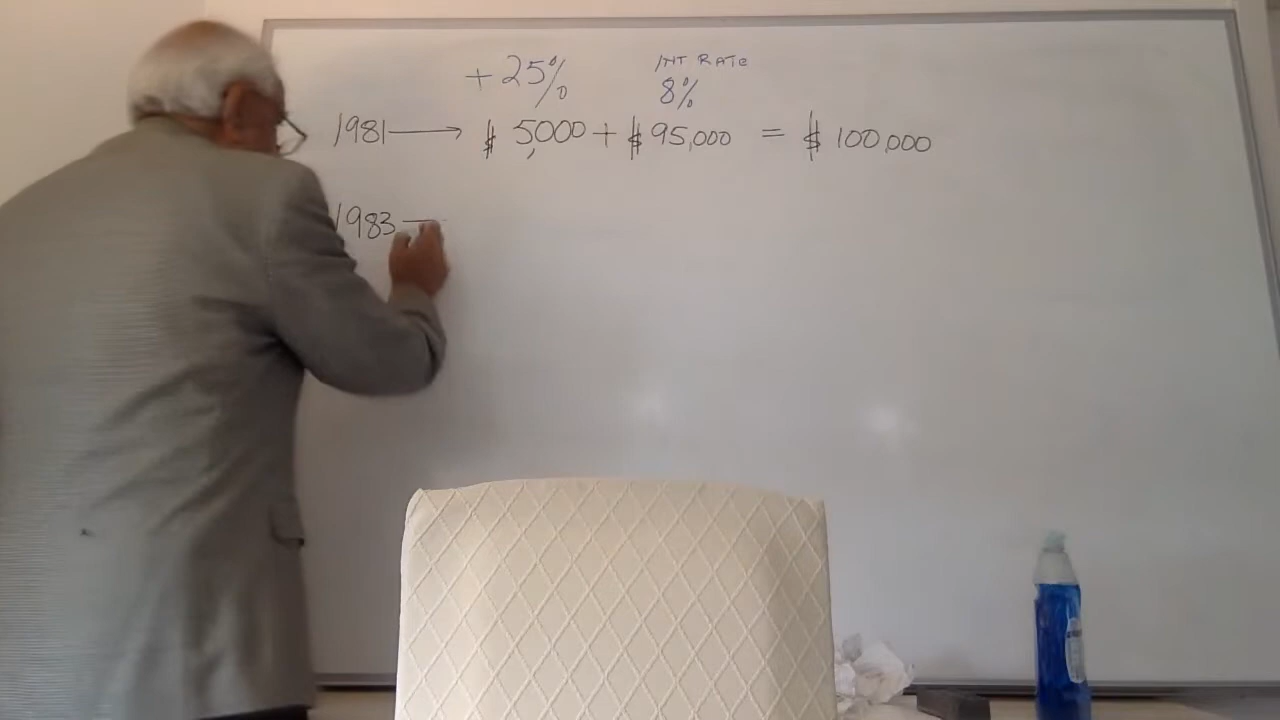 +25% INT RATE
8%
1981 → $ 5,000 + $ 95,000 = $ 100,000
1983 —